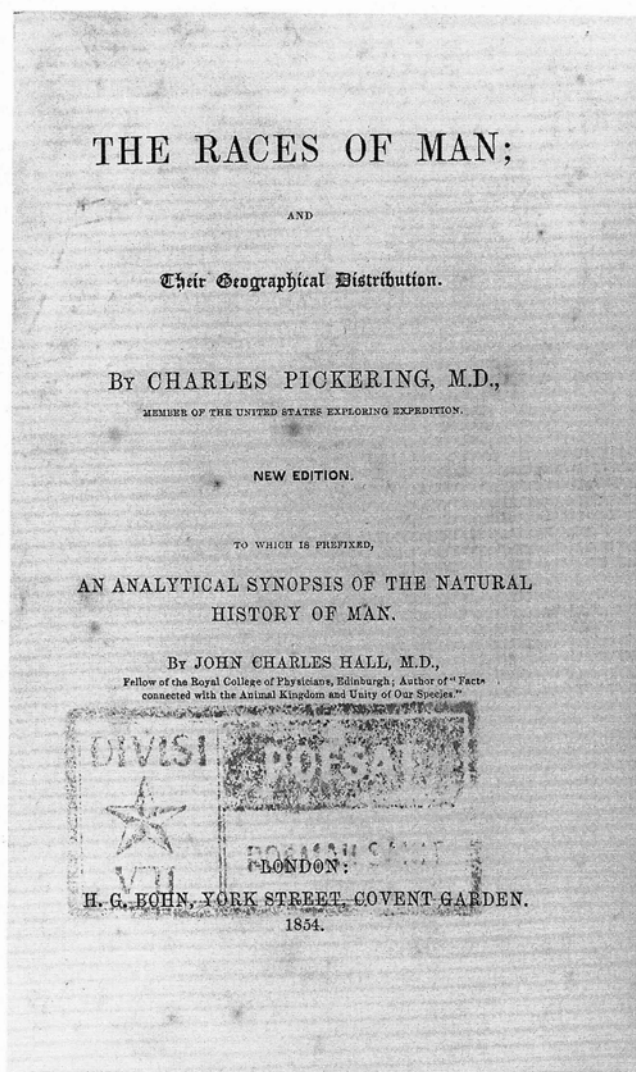 THE RACES OF MAN;
AND
Their Geographical Distribution.
BY CHARLES PICKERING, M.D.,
MEMBER OF THE UNITED STATES EXPLORING EXPEDITION.
NEW EDITION.
TO WHICH IS PREFIXED,
AN ANALYTICAL SYNOPSIS OF THE NATURAL
HISTORY OF MAN.
BY JOHN CHARLES HALL, M.D.,
Fellow of the Royal College of Physicians, Edinburgh; Author of "Facts
connected with the Animal Kingdom and Unity of Our Species."
DIVISI
VII
LONDON:
H. G. BOHN, YORK STREET, COVENT GARDEN.
1854.